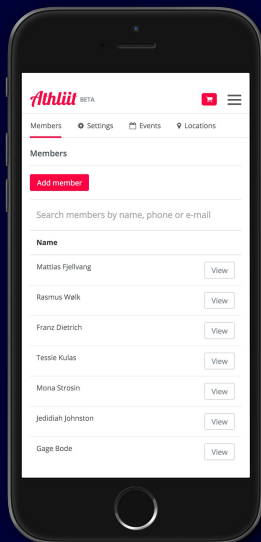 Athliit BETA
Members Settings Events Locations
Members
Add member
Search members by name, phone or e-mail
Name
Mattias Fjellvang View
Rasmus Wølk View
Franz Dietrich View
Tessie Kulas View
Mona Strosin View
Jedidiah Johnston View
Gage Bode View